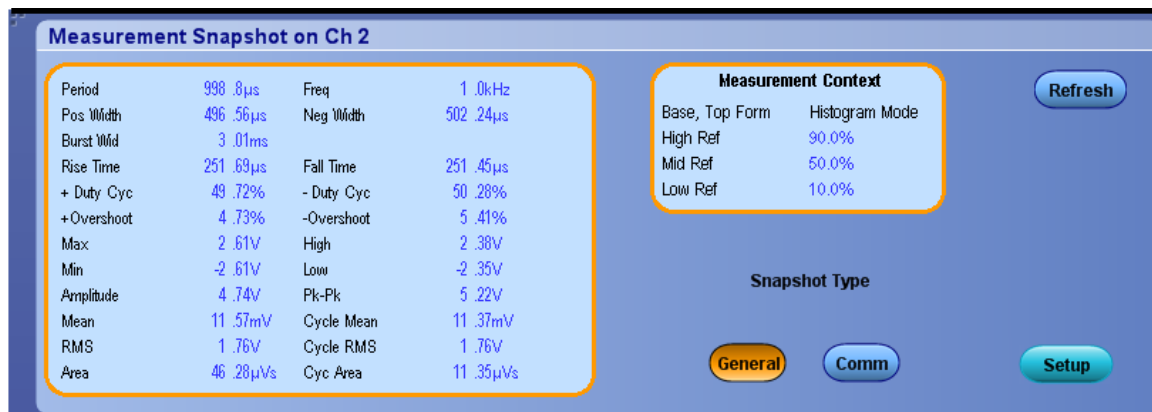 Measurement Snapshot on Ch 2
Period 998 .8µs Freq 1 .0kHz
Pos Width 496 .56µs Neg Width 502 .24µs
Burst Wid 3 .01ms
Rise Time 251 .69µs Fall Time 251 .45µs
+ Duty Cyc 49 .72% - Duty Cyc 50 .28%
+Overshoot 4 .73% -Overshoot 5 .41%
Max 2 .61V High 2 .38V
Min -2 .61V Low -2 .35V
Amplitude 4 .74V Pk-Pk 5 .22V
Mean 11 .57mV Cycle Mean 11 .37mV
RMS 1 .76V Cycle RMS 1 .76V
Area 46 .28µVs Cyc Area 11 .35µVs
Measurement Context
Base, Top Form Histogram Mode
High Ref 90.0%
Mid Ref 50.0%
Low Ref 10.0%
Refresh
Snapshot Type
General Comm Setup